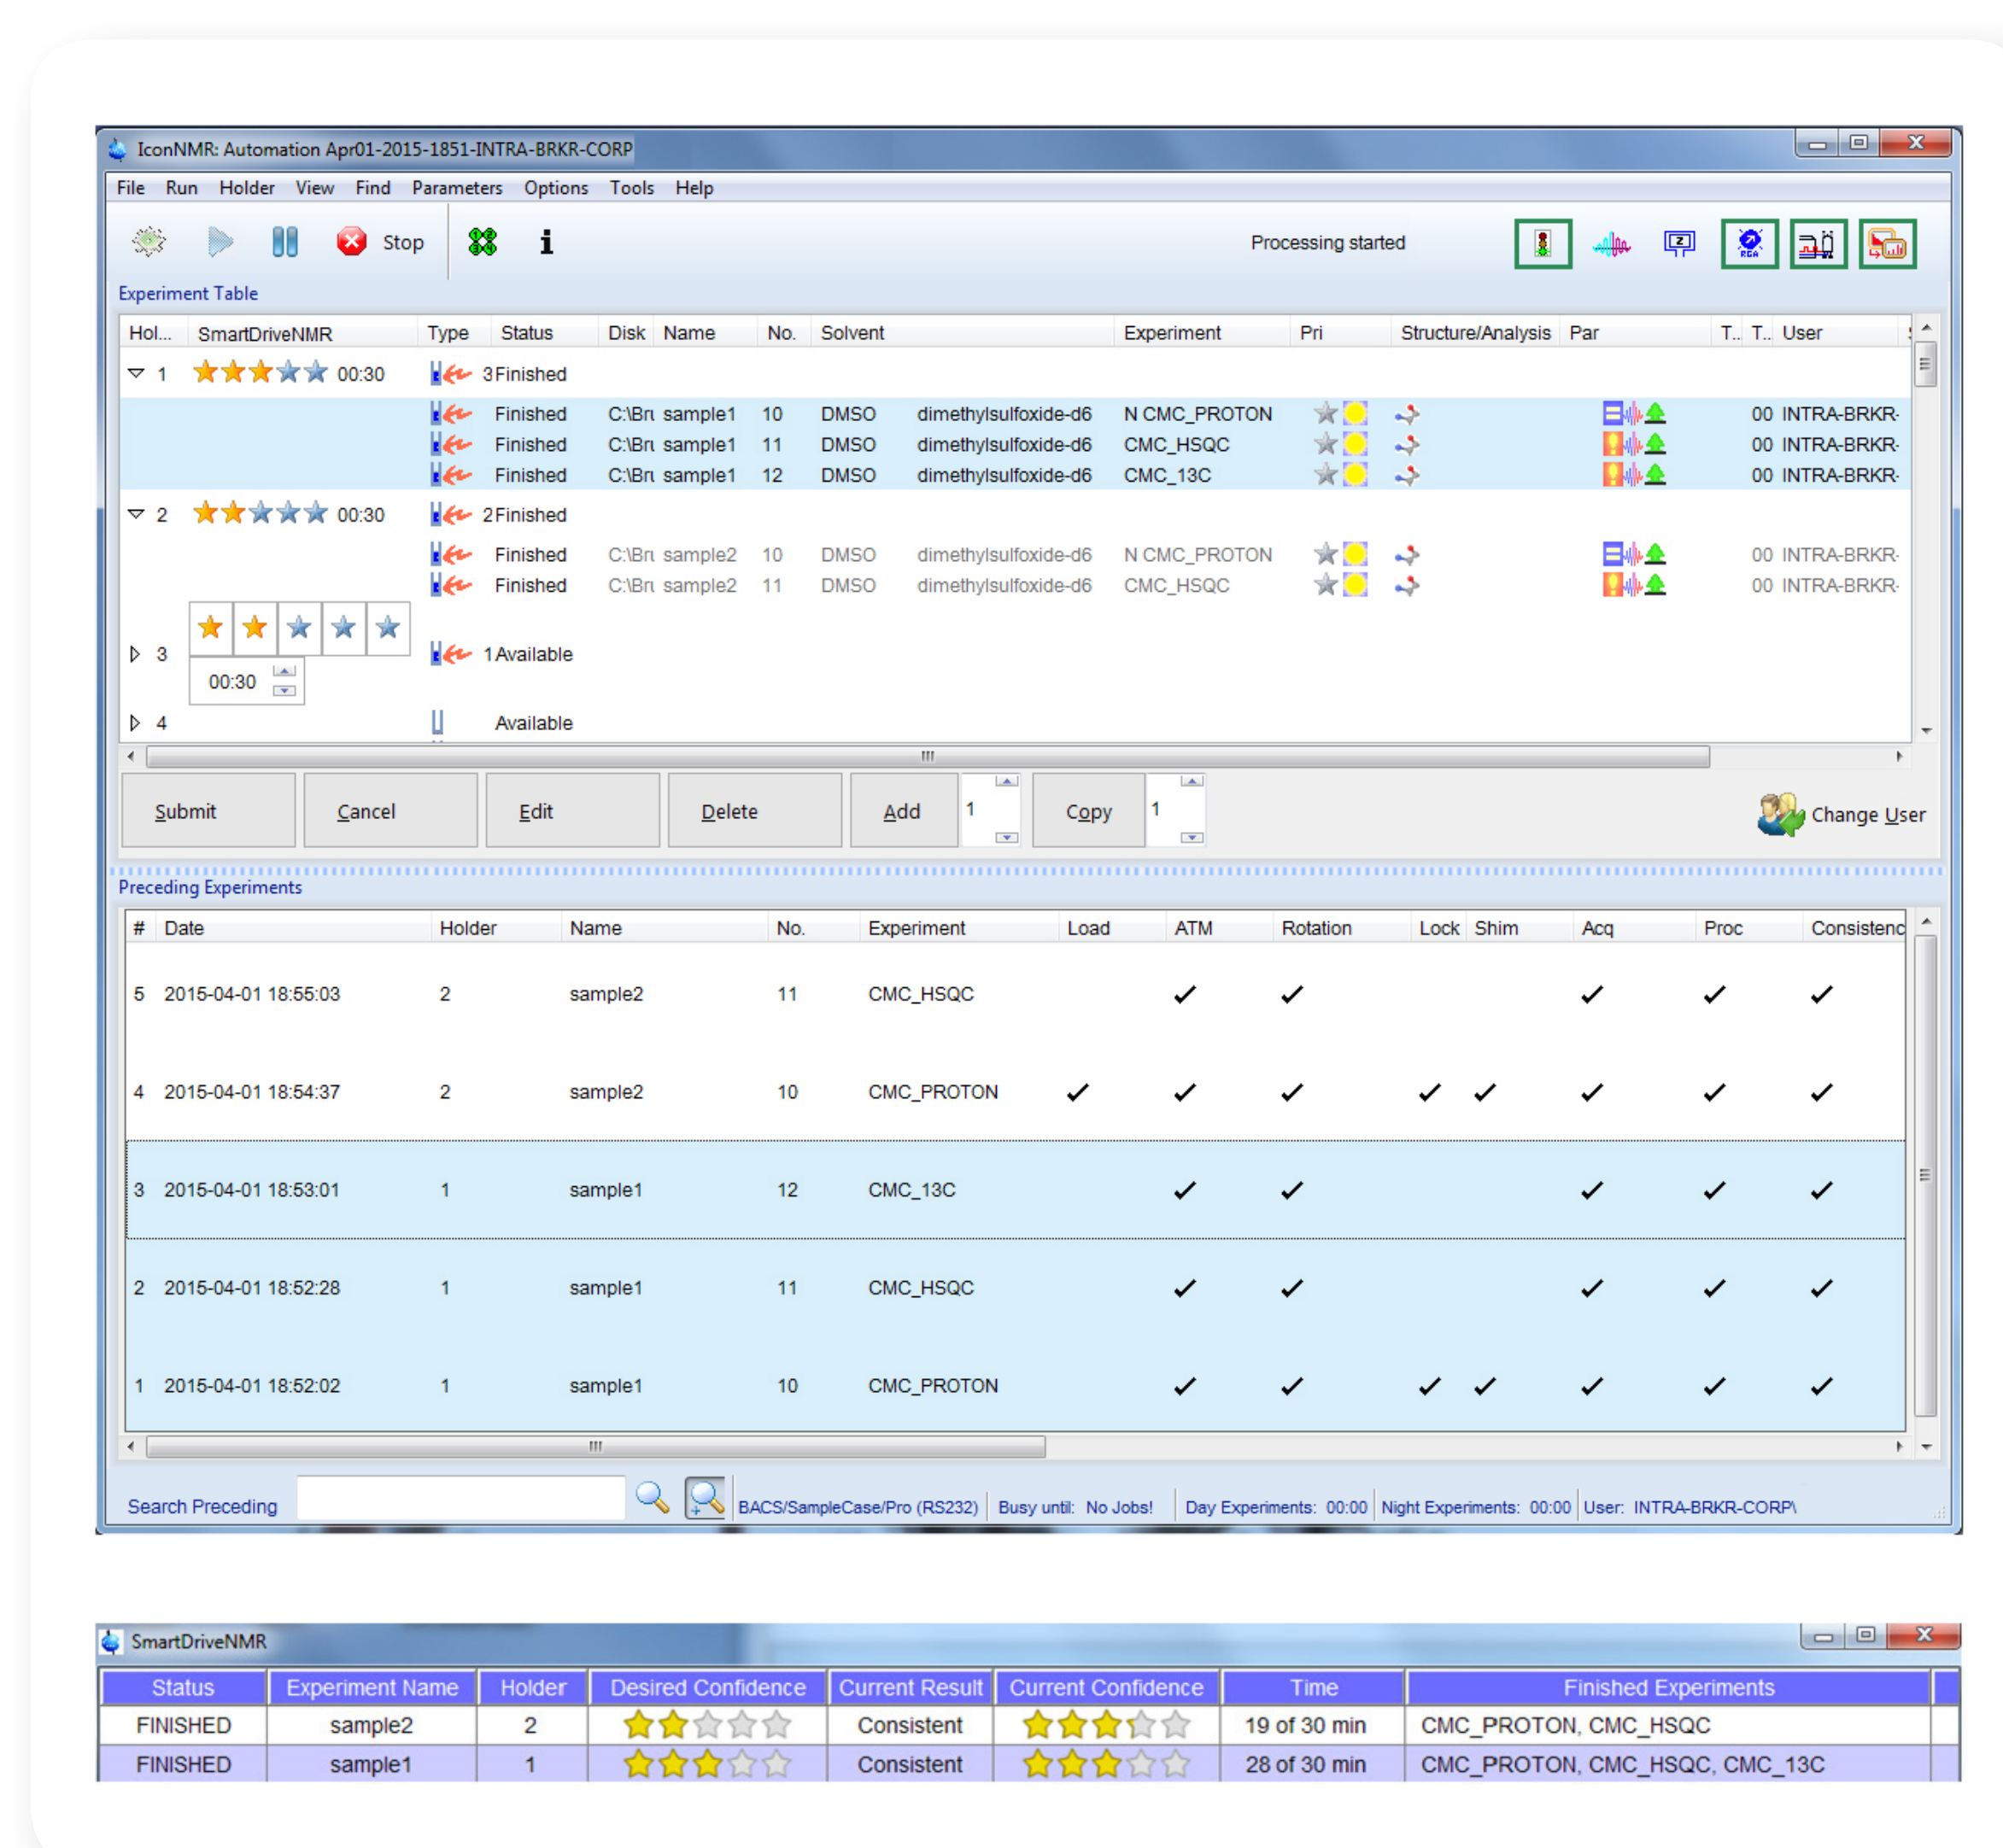 IconNMR: Automation Apr01-2015-1851-INTRA-BRKR-CORP
File Run Holder View Find Parameters Options Tools Help
Stop Processing started
Experiment Table
Hol... SmartDriveNMR Type Status Disk Name No. Solvent Experiment Pri Structure/Analysis Par T.. T.. User
1 00:30 3 Finished
Finished C:\Bru sample1 10 DMSO dimethylsulfoxide-d6 N CMC_PROTON 00 INTRA-BRKR-
Finished C:\Bru sample1 11 DMSO dimethylsulfoxide-d6 CMC_HSQC 00 INTRA-BRKR-
Finished C:\Bru sample1 12 DMSO dimethylsulfoxide-d6 CMC_13C 00 INTRA-BRKR-
2 00:30 2 Finished
Finished C:\Bru sample2 10 DMSO dimethylsulfoxide-d6 N CMC_PROTON 00 INTRA-BRKR-
Finished C:\Bru sample2 11 DMSO dimethylsulfoxide-d6 CMC_HSQC 00 INTRA-BRKR-
3 00:30 1 Available
4 Available
Submit Cancel Edit Delete Add 1 Copy 1 Change User
Preceding Experiments
# Date Holder Name No. Experiment Load ATM Rotation Lock Shim Acq Proc Consistenc
5 2015-04-01 18:55:03 2 sample2 11 CMC_HSQC ✓ ✓ ✓ ✓ ✓
4 2015-04-01 18:54:37 2 sample2 10 CMC_PROTON ✓ ✓ ✓ ✓ ✓ ✓ ✓ ✓
3 2015-04-01 18:53:01 1 sample1 12 CMC_13C ✓ ✓ ✓ ✓ ✓
2 2015-04-01 18:52:28 1 sample1 11 CMC_HSQC ✓ ✓ ✓ ✓ ✓
1 2015-04-01 18:52:02 1 sample1 10 CMC_PROTON ✓ ✓ ✓ ✓ ✓ ✓ ✓
Search Preceding BACS/SampleCase/Pro (RS232) Busy until: No Jobs! Day Experiments: 00:00 Night Experiments: 00:00 User: INTRA-BRKR-CORP\
SmartDriveNMR
Status Experiment Name Holder Desired Confidence Current Result Current Confidence Time Finished Experiments
FINISHED sample2 2 Consistent 19 of 30 min CMC_PROTON, CMC_HSQC
FINISHED sample1 1 Consistent 28 of 30 min CMC_PROTON, CMC_HSQC, CMC_13C